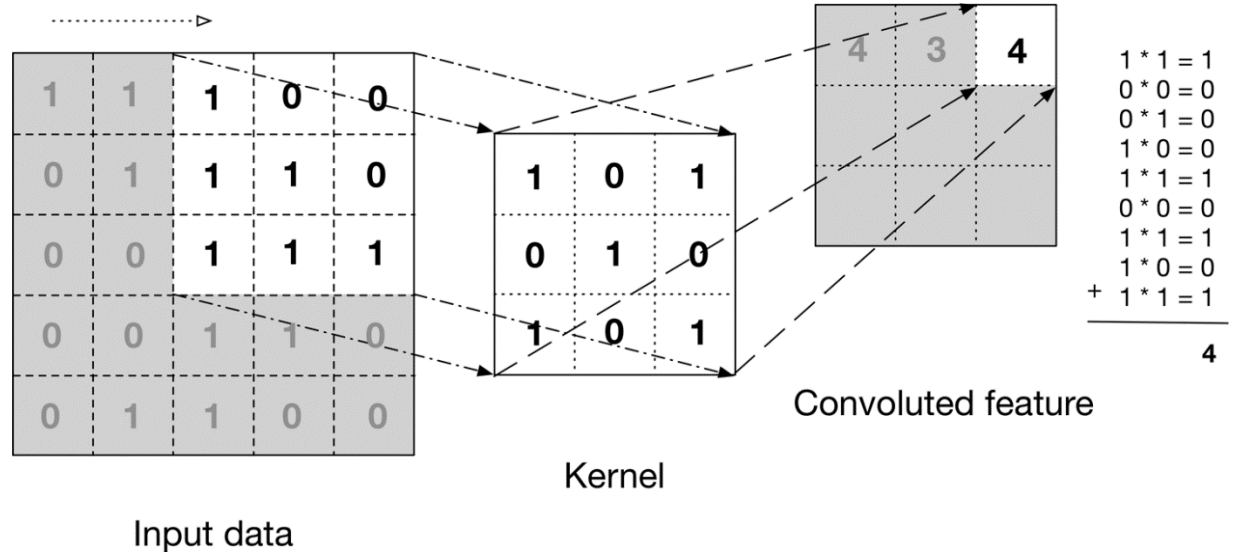 1 1 1 0 0
0 1 1 1 0
0 0 1 1 1
0 0 1 1 0
0 1 1 0 0
Input data
1 0 1
0 1 0
1 0 1
Kernel
4 3 4
Convoluted feature
1 * 1 = 1
0 * 0 = 0
0 * 1 = 0
1 * 0 = 0
1 * 1 = 1
0 * 0 = 0
1 * 1 = 1
1 * 0 = 0
+ 1 * 1 = 1
4